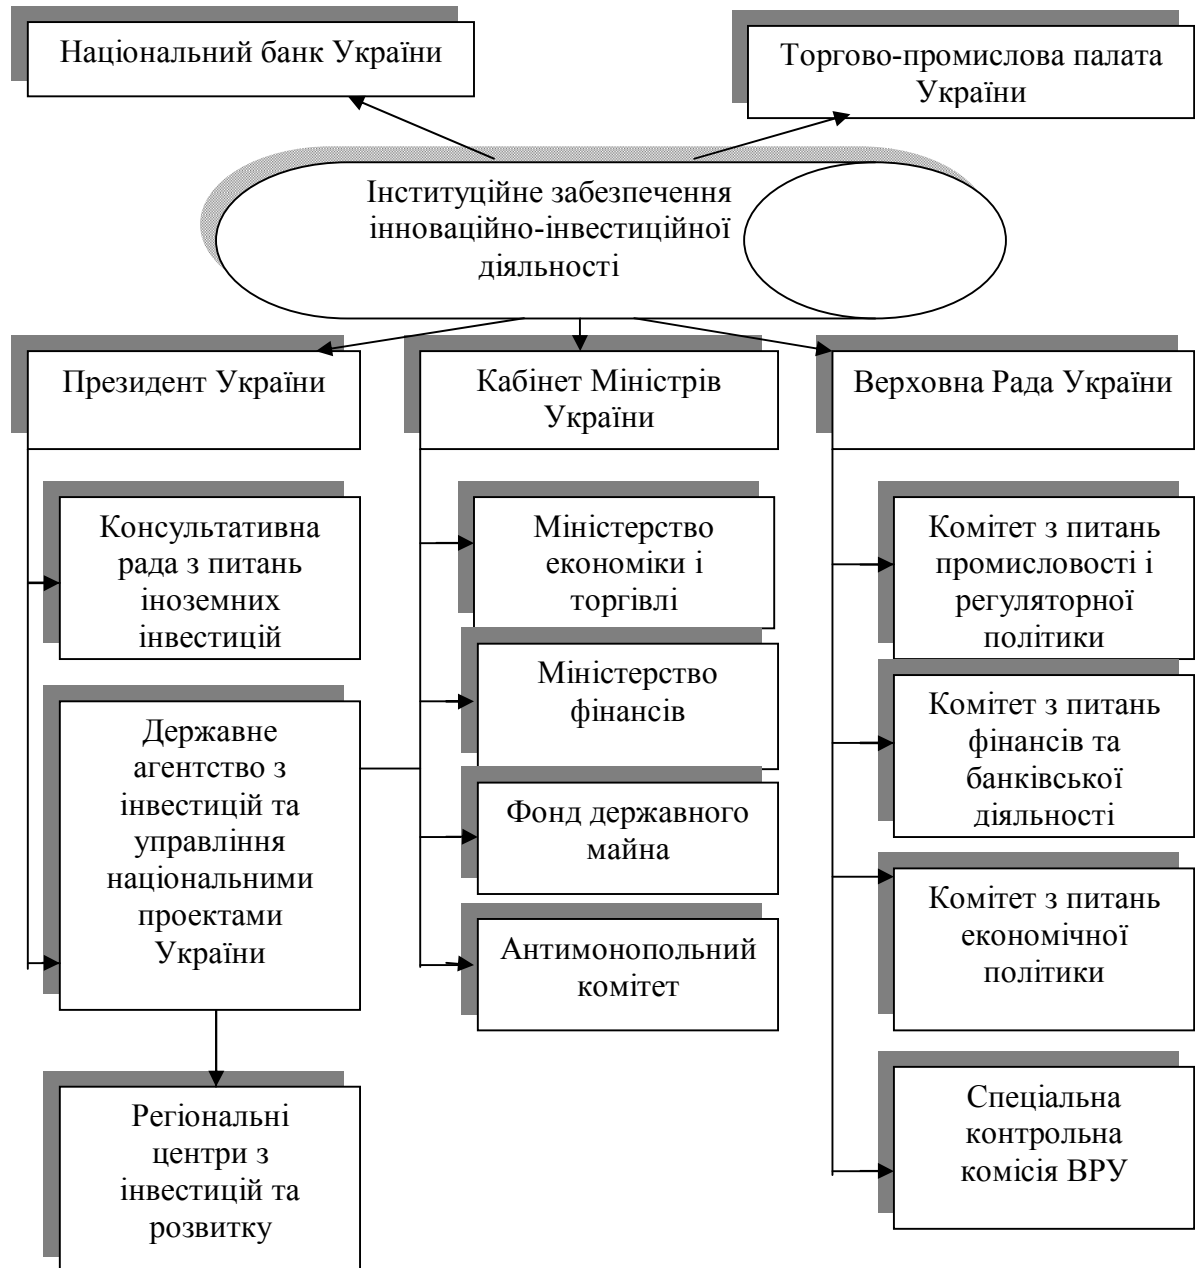 Національний банк України
Торгово-промислова палата
України
Інституційне забезпечення
інноваційно-інвестиційної
діяльності
Президент України
Кабінет Міністрів
України
Верховна Рада України
Консультативна
рада з питань
іноземних
інвестицій
Державне
агентство з
інвестицій та
управління
національними
проектами
України
Регіональні
центри з
інвестицій та
розвитку
Міністерство
економіки і
торгівлі
Міністерство
фінансів
Фонд державного
майна
Антимонопольний
комітет
Комітет з питань
промисловості і
регуляторної
політики
Комітет з питань
фінансів та
банківської
діяльності
Комітет з питань
економічної
політики
Спеціальна
контрольна
комісія ВРУ